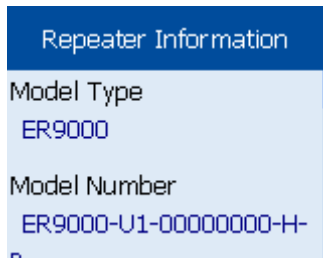 Repeater Information
Model Type
ER9000
Model Number
ER9000-U1-00000000-H-